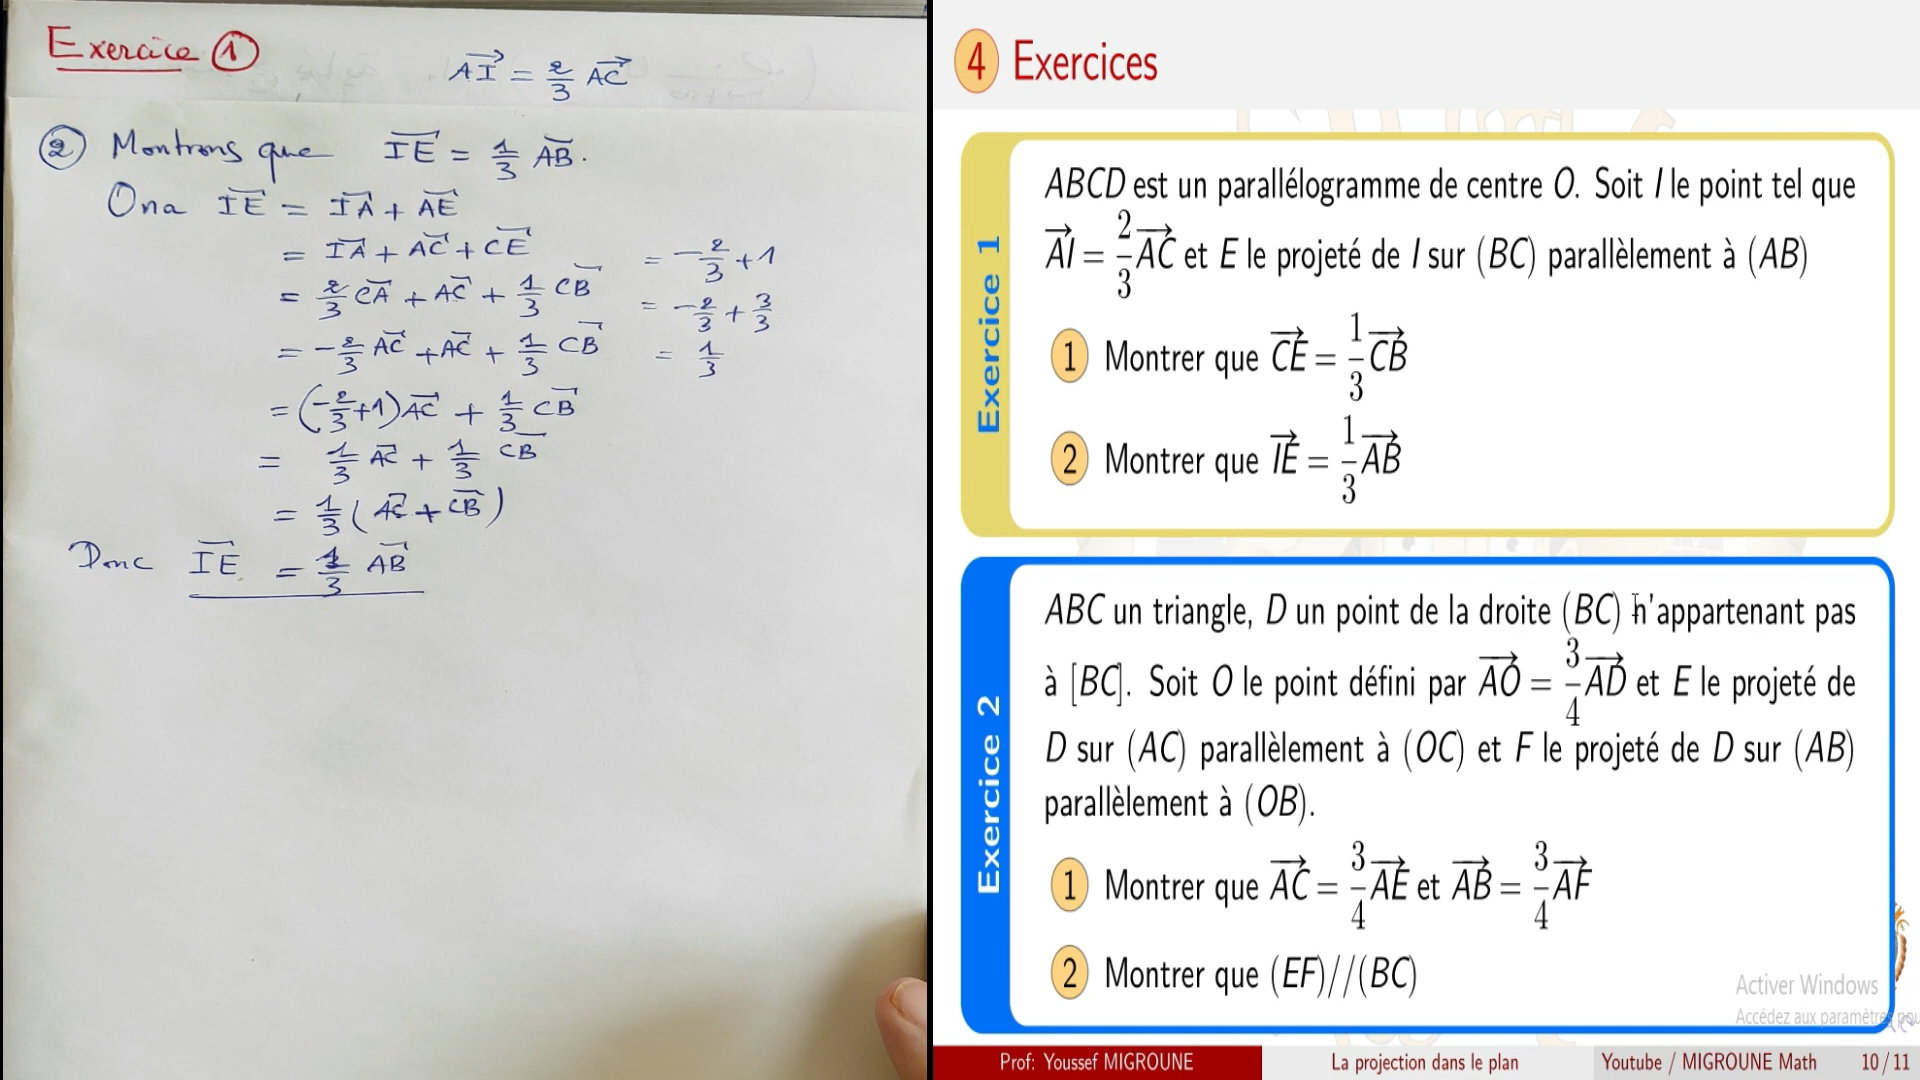 Exercice ①
AI = 2/3 AC
② Montrons que IE = 1/3 AB.
Ona IE = IA + AE
= IA + AC + CE
= 2/3 CA + AC + 1/3 CB
= -2/3 AC + AC + 1/3 CB
= (-2/3 + 1) AC + 1/3 CB
= 1/3 AC + 1/3 CB
= 1/3 (AC + CB)
Donc IE = 1/3 AB
= -2/3 + 1
= -2/3 + 3/3
= 1/3
4 Exercices
Exercice 1
ABCD est un parallélogramme de centre O. Soit I le point tel que
AI = 2/3 AC et E le projeté de I sur (BC) parallèlement à (AB)
1 Montrer que CE = 1/3 CB
2 Montrer que IE = 1/3 AB
Exercice 2
ABC un triangle, D un point de la droite (BC) n'appartenant pas
à [BC]. Soit O le point défini par AO = 3/4 AD et E le projeté de
D sur (AC) parallèlement à (OC) et F le projeté de D sur (AB)
parallèlement à (OB).
1 Montrer que AC = 3/4 AE et AB = 3/4 AF
2 Montrer que (EF)//(BC)
Activer Windows
Accédez aux paramètres
Prof: Youssef MIGROUNE
La projection dans le plan
Youtube / MIGROUNE Math
10/11